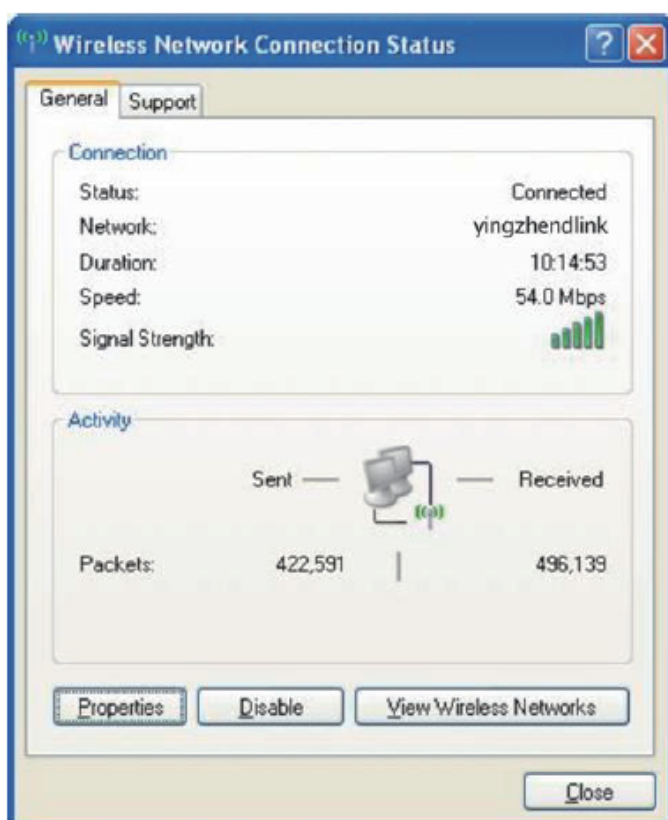 Wireless Network Connection Status
General Support
Connection
Status: Connected
Network: yingzhendlink
Duration: 10:14:53
Speed: 54.0 Mbps
Signal Strength:
Activity
Sent Received
Packets: 422,591 496,139
Properties Disable View Wireless Networks
Close